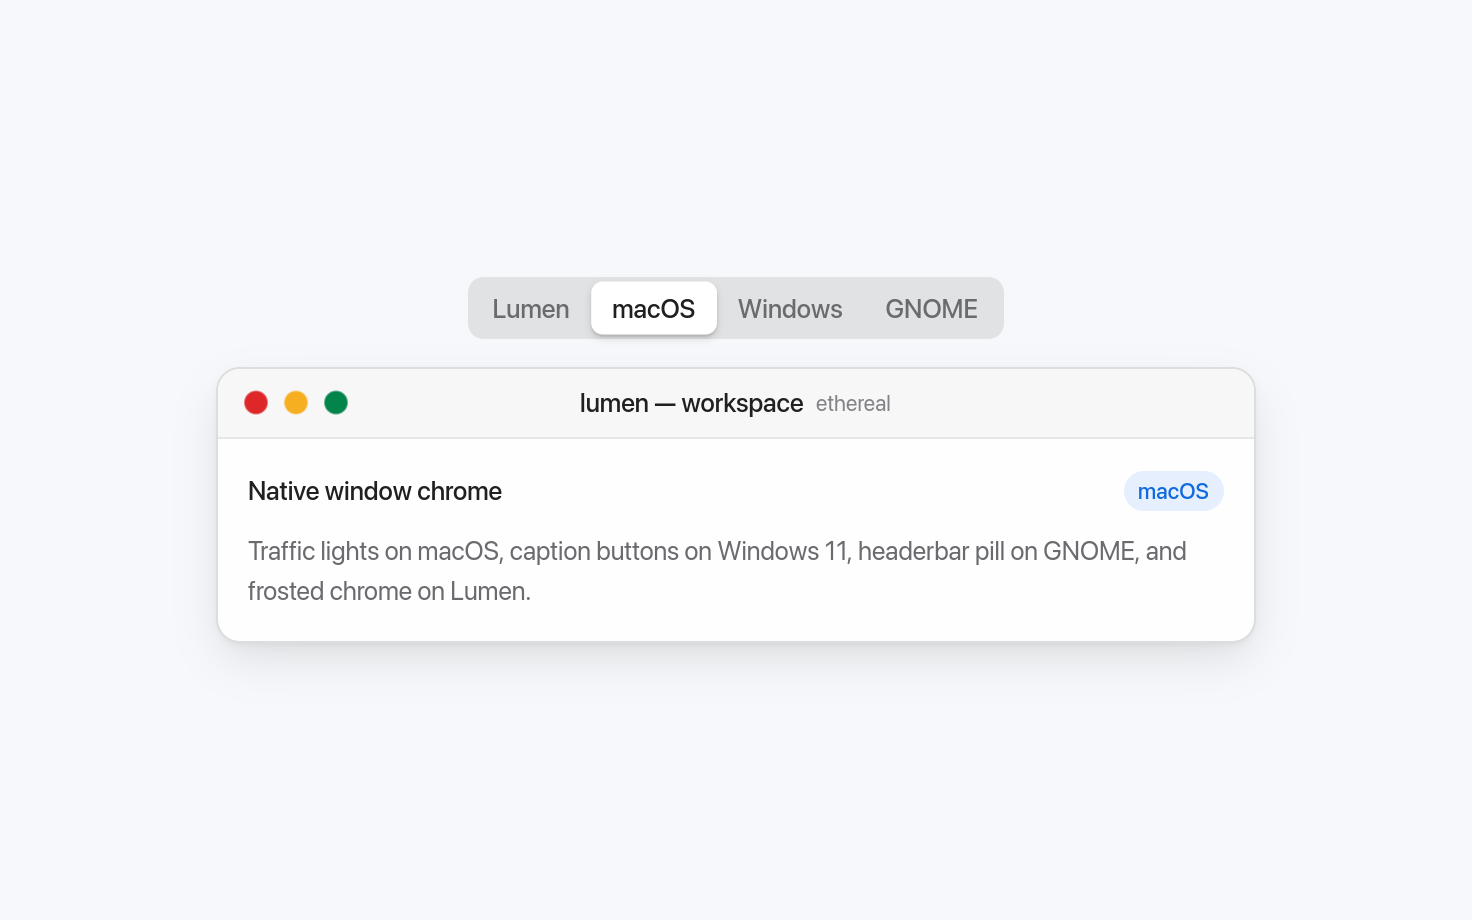 Lumen macOS Windows GNOME
lumen — workspace ethereal
Native window chrome macOS
Traffic lights on macOS, caption buttons on Windows 11, headerbar pill on GNOME, and
frosted chrome on Lumen.